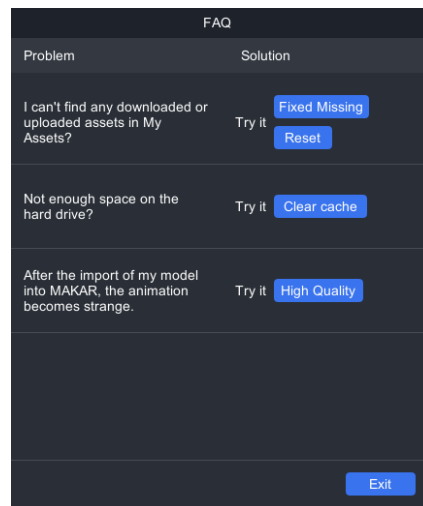 FAQ
Problem Solution
I can't find any downloaded or
uploaded assets in My
Assets?
Try it
Fixed Missing
Reset
Not enough space on the
hard drive?
Try it
Clear cache
After the import of my model
into MAKAR, the animation
becomes strange.
Try it
High Quality
Exit